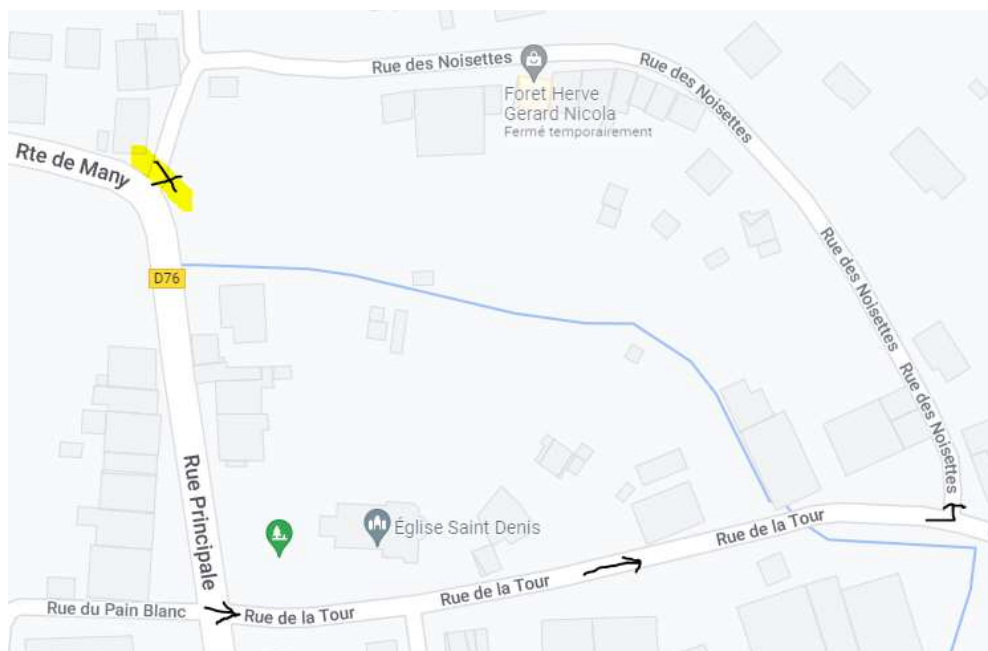 Rue des Noisettes
Rue des Noisettes
Foret Herve
Gerard Nicola
Fermé temporairement
Rte de Many
Rue des Noisettes
D76
Rue des Noisettes
Rue Principale
Église Saint Denis
Rue de la Tour
Rue de la Tour
Rue du Pain Blanc
Rue de la Tour